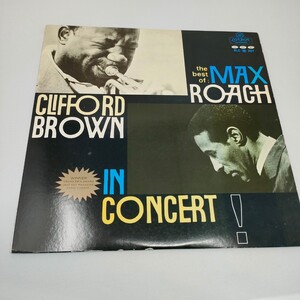 the
best
of:
MAX
ROACH
CLIFFORD
BROWN
IN
CONCERT!